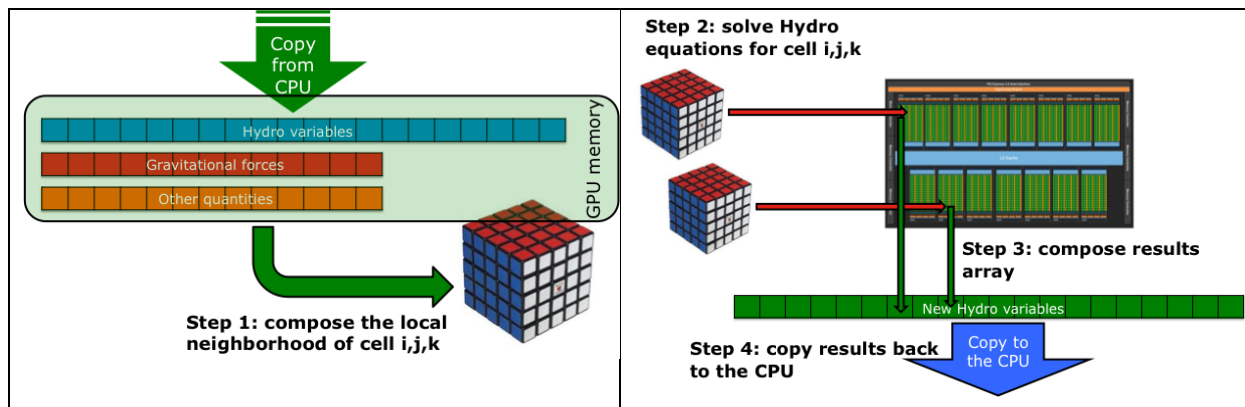 Copy
from
CPU
Hydro variables
Gravitational forces
Other quantities
GPU memory
Step 1: compose the local
neighborhood of cell i,j,k
Step 2: solve Hydro
equations for cell i,j,k
Step 3: compose results
array
New Hydro variables
Step 4: copy results back
to the CPU
Copy to
the CPU